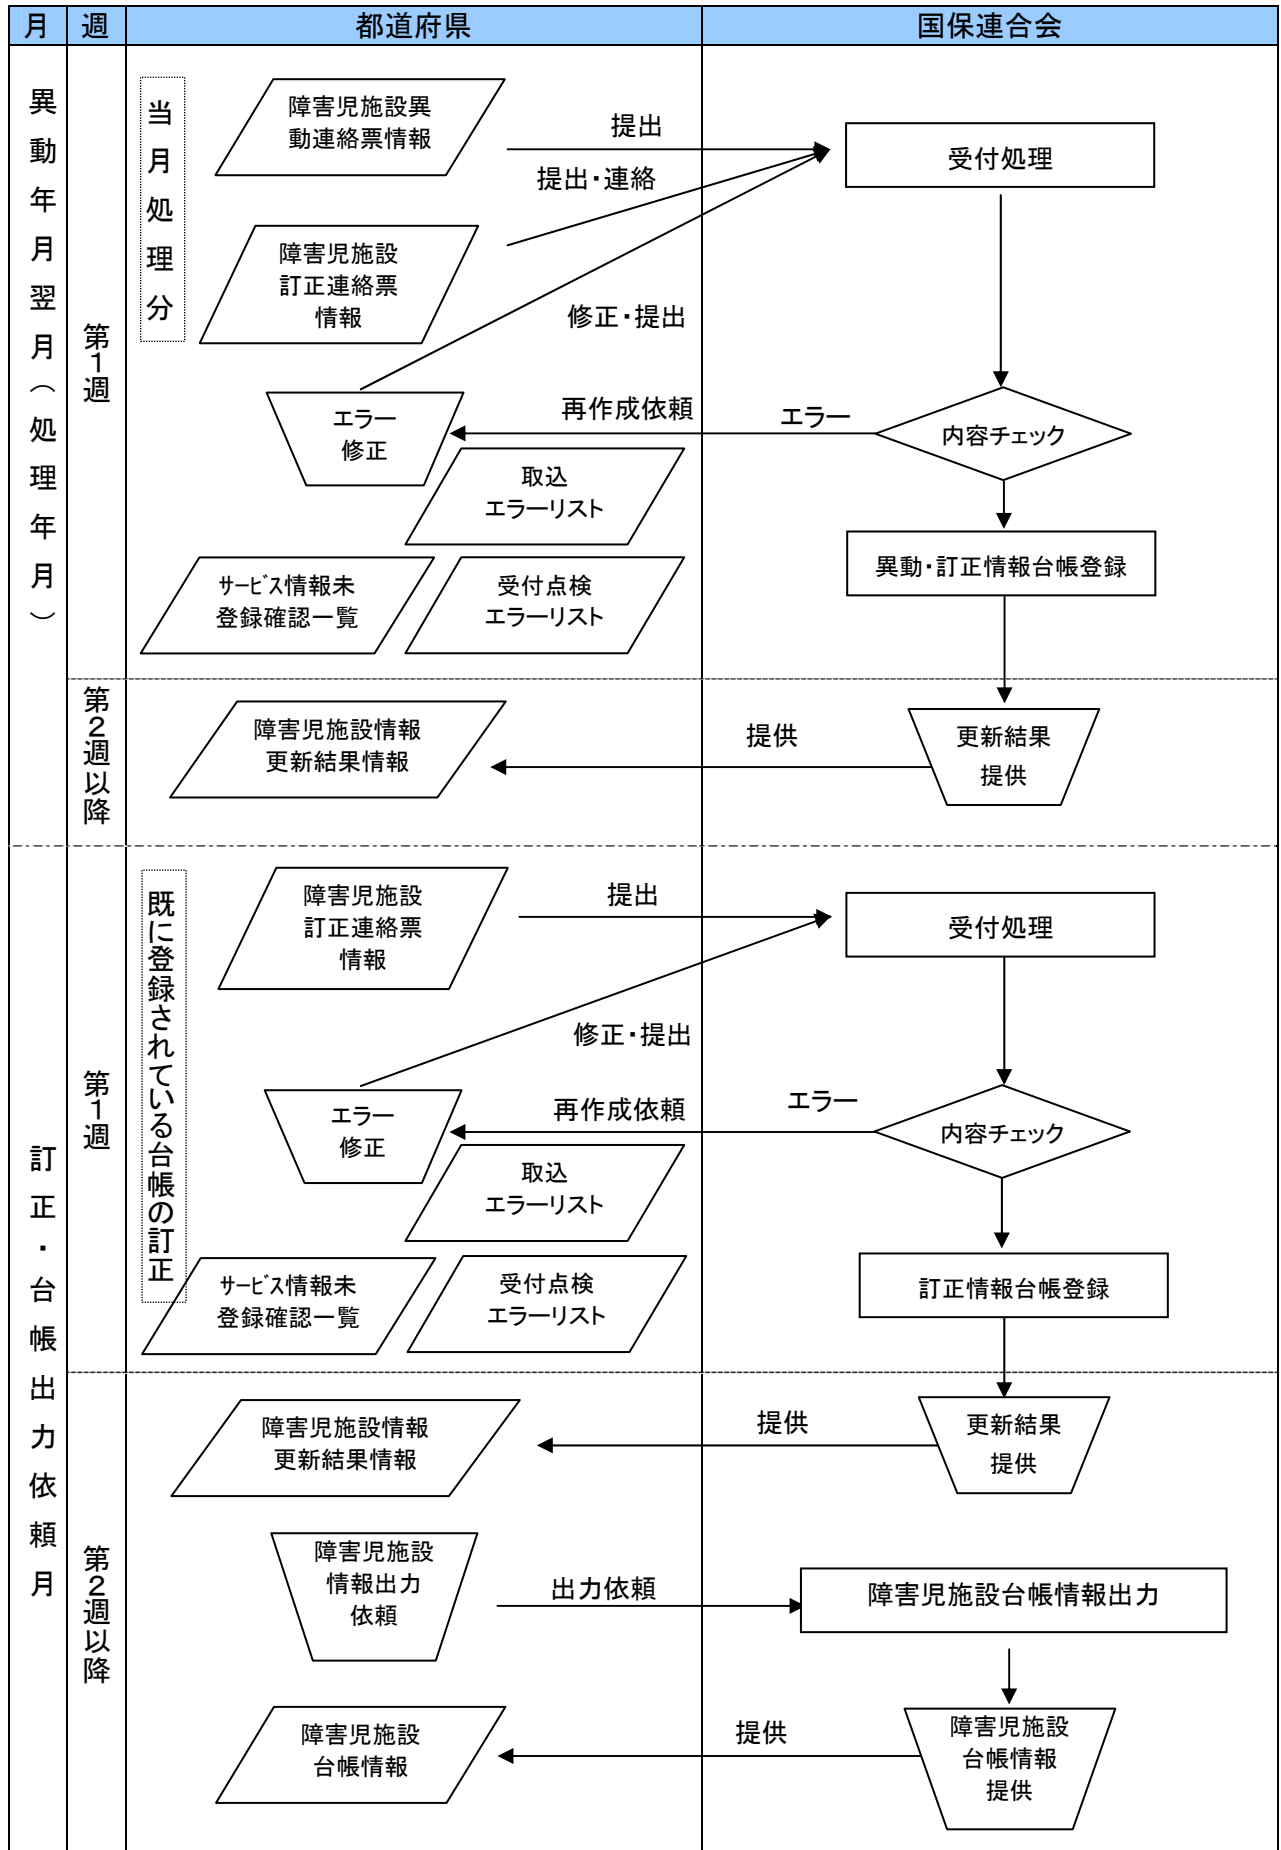 月
週
都道府県
国保連合会
異動年月翌月（処理年月）
第1週
当月処理分
障害児施設異
動連絡票情報
提出
受付処理
提出・連絡
障害児施設
訂正連絡票
情報
修正・提出
エラー
修正
再作成依頼
エラー
内容チェック
取込
エラーリスト
異動・訂正情報台帳登録
サービス情報未
登録確認一覧
受付点検
エラーリスト
第2週以降
障害児施設情報
更新結果情報
提供
更新結果
提供
訂正・台帳出力依頼月
第1週
既に登録されている台帳の訂正
障害児施設
訂正連絡票
情報
提出
受付処理
修正・提出
エラー
修正
再作成依頼
エラー
内容チェック
取込
エラーリスト
訂正情報台帳登録
サービス情報未
登録確認一覧
受付点検
エラーリスト
第2週以降
障害児施設情報
更新結果情報
提供
更新結果
提供
障害児施設
情報出力
依頼
出力依頼
障害児施設台帳情報出力
障害児施設
台帳情報
提供
障害児施設
台帳情報
提供